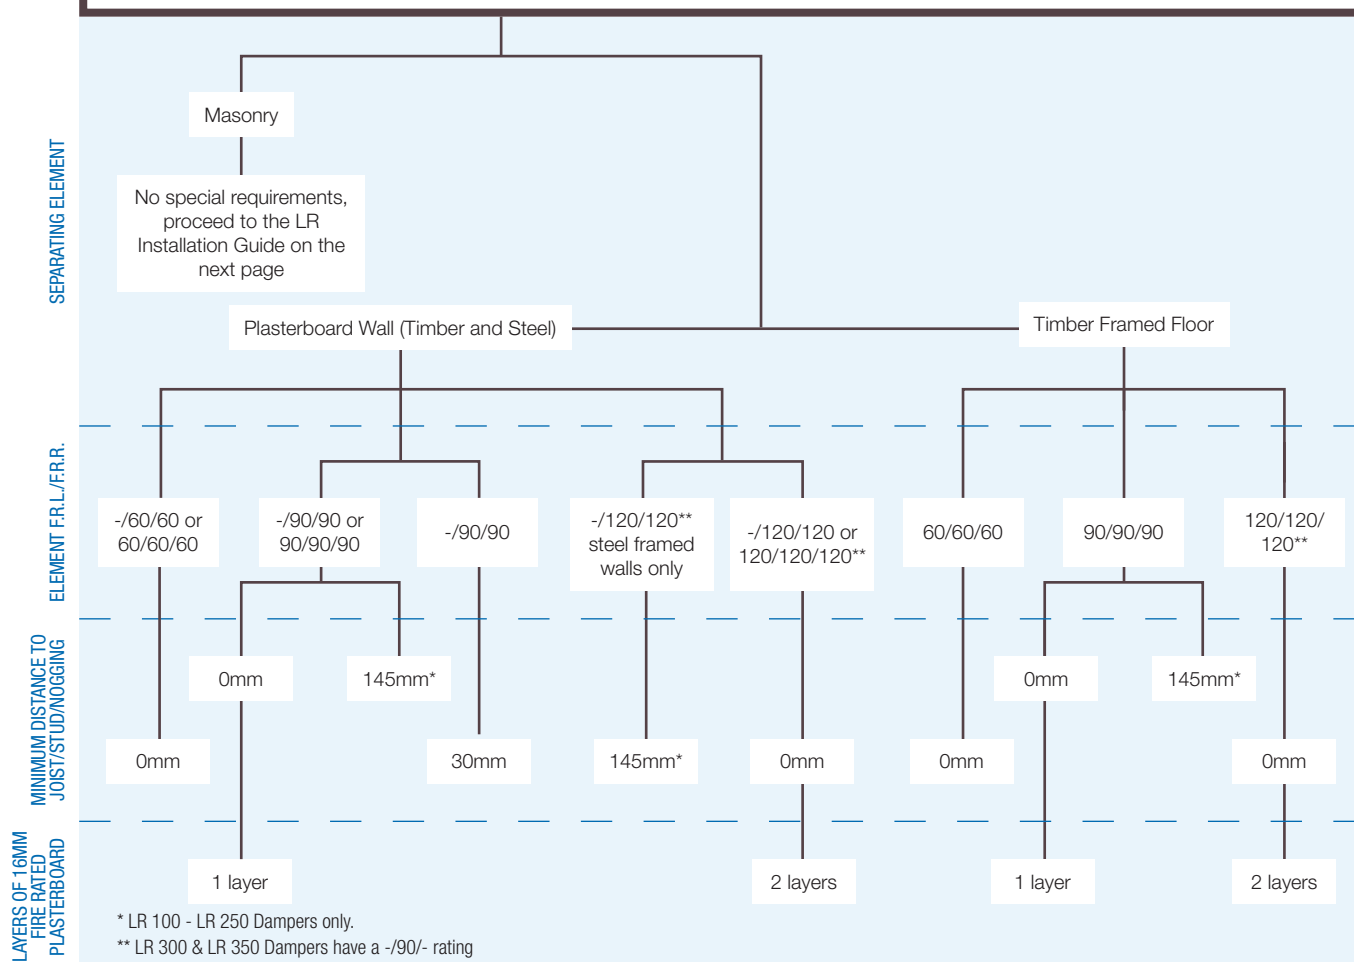 SEPARATING ELEMENT
Masonry
No special requirements,
proceed to the LR
Installation Guide on the
next page
Plasterboard Wall (Timber and Steel)
Timber Framed Floor
ELEMENT F.R.L./F.R.R.
-/60/60 or
60/60/60
-/90/90 or
90/90/90
-/90/90
-/120/120**
steel framed
walls only
-/120/120 or
120/120/120**
60/60/60
90/90/90
120/120/
120**
MINIMUM DISTANCE TO
JOIST/STUD/NOGGING
0mm
145mm*
0mm
145mm*
0mm
30mm
145mm*
0mm
0mm
0mm
LAYERS OF 16MM
FIRE RATED
PLASTERBOARD
1 layer
2 layers
1 layer
2 layers
* LR 100 - LR 250 Dampers only.
** LR 300 & LR 350 Dampers have a -/90/- rating